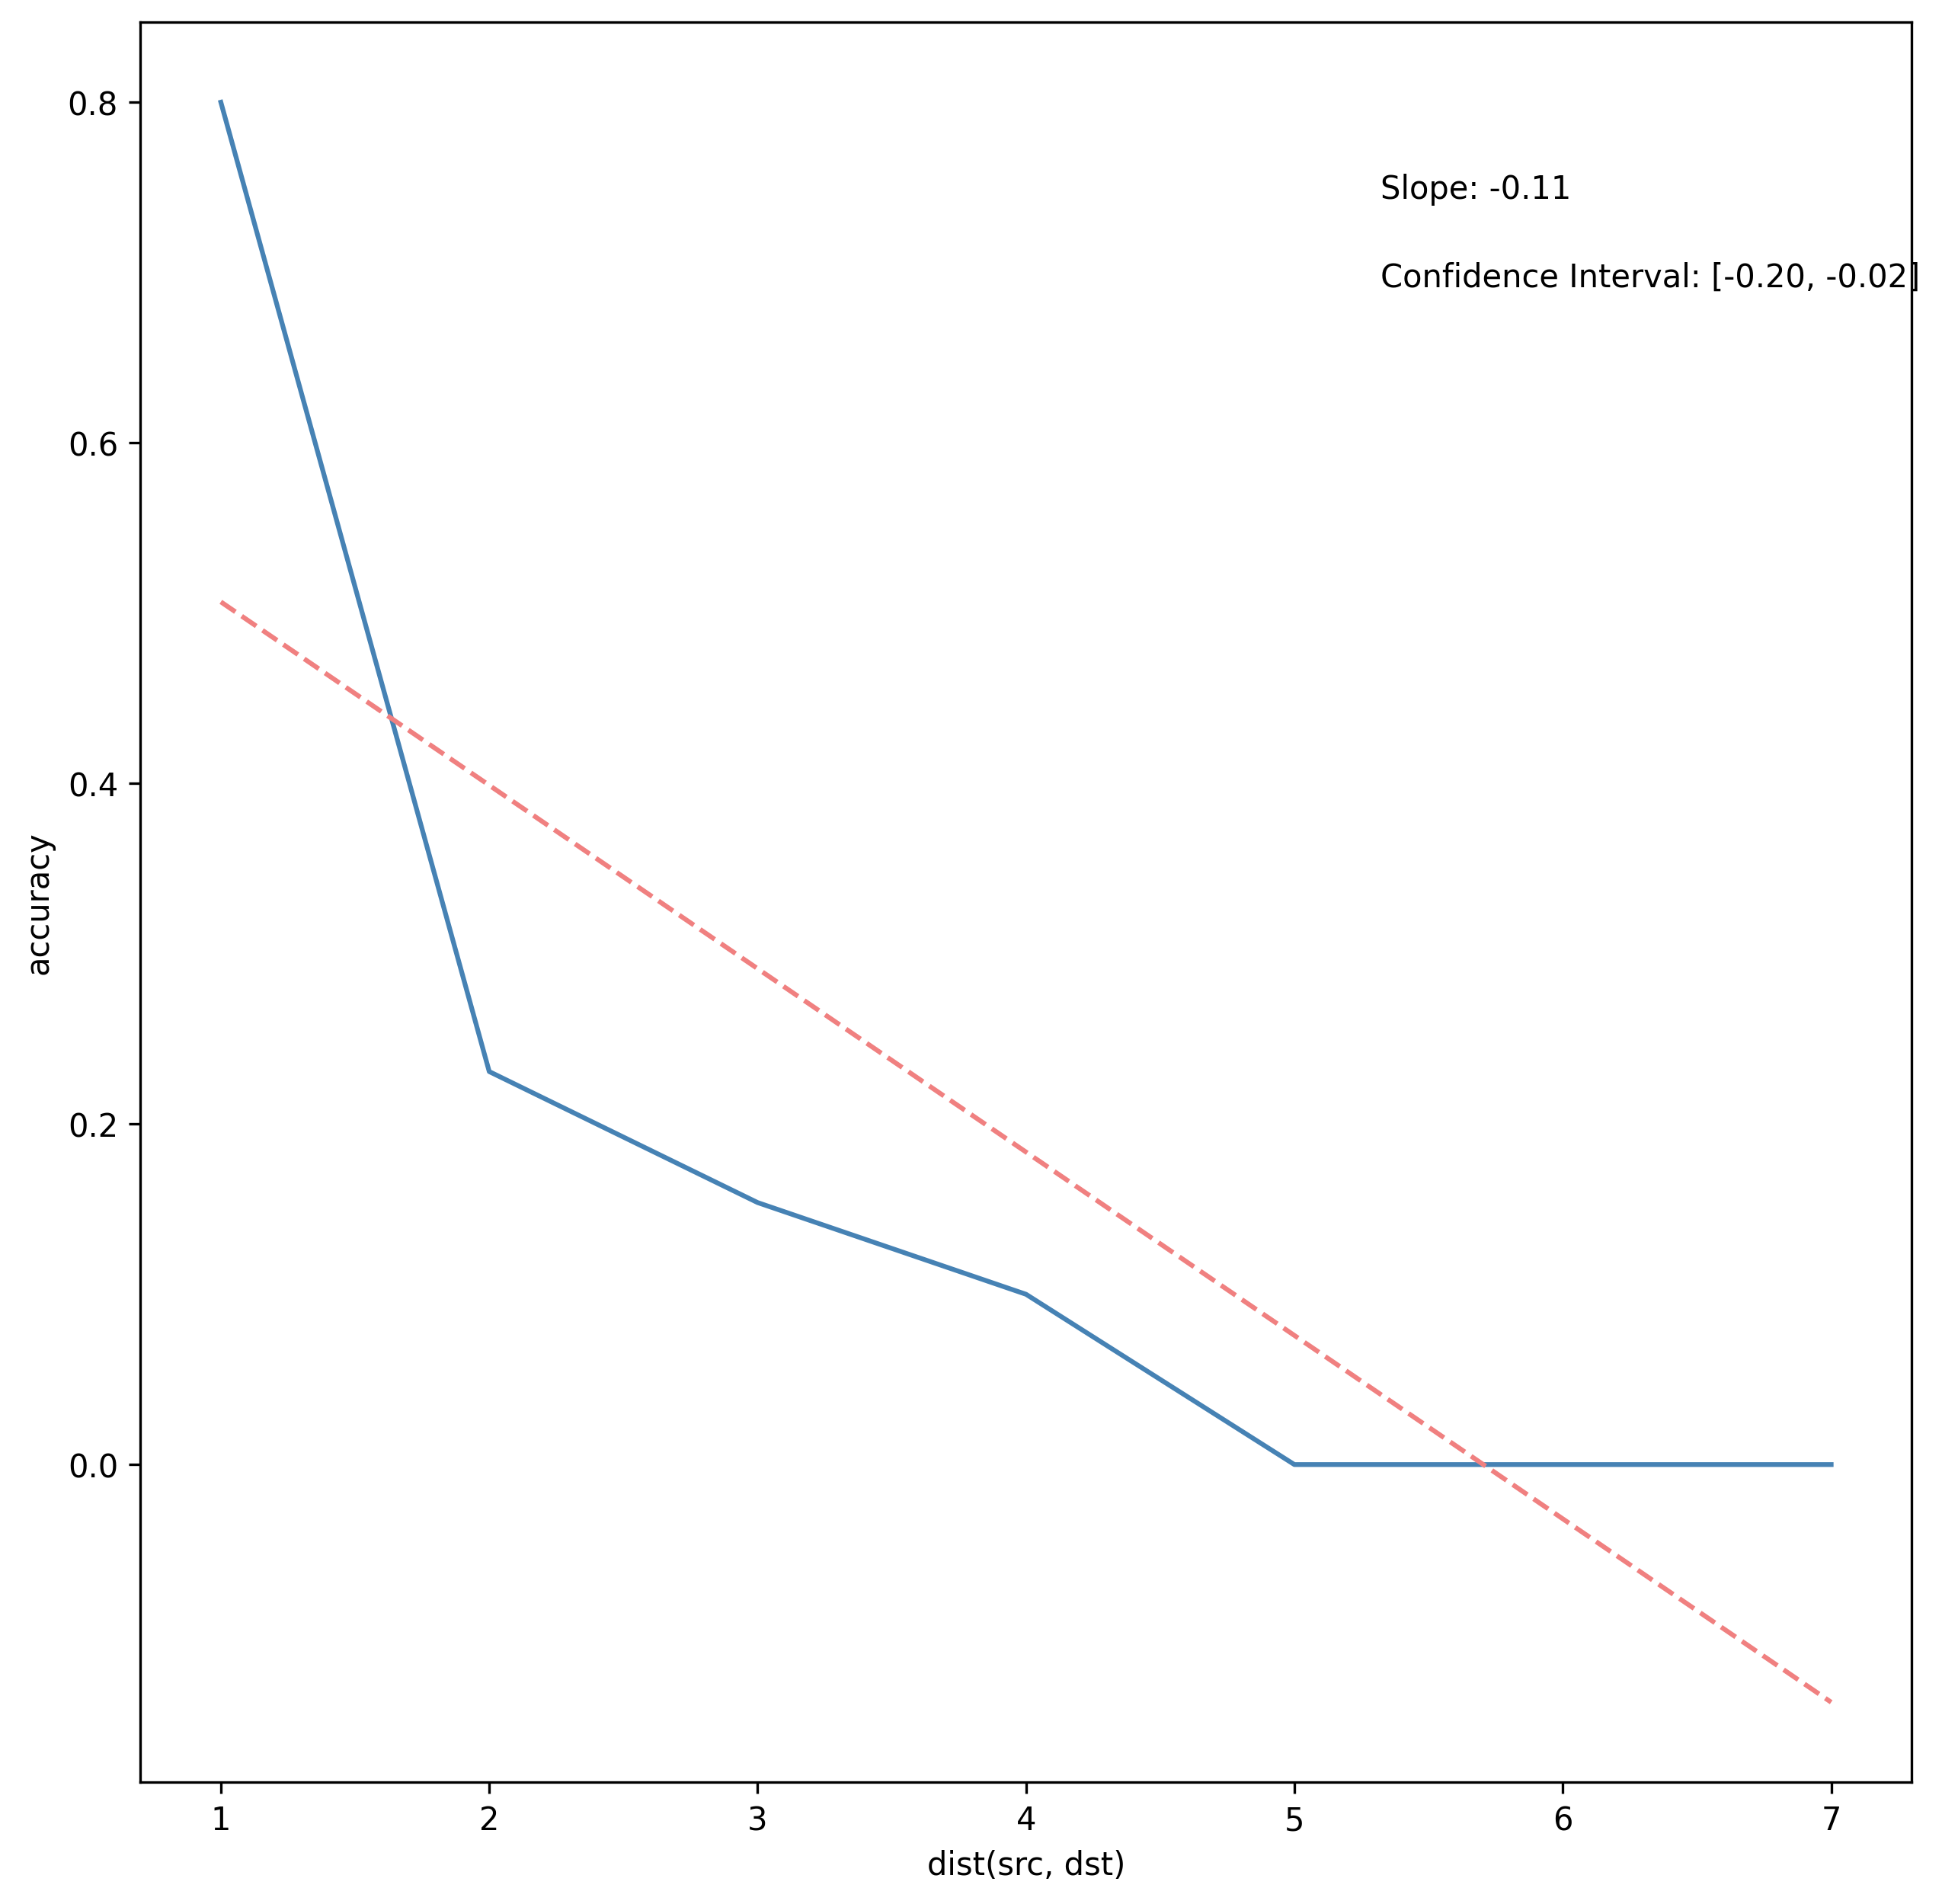 0.8
0.6
0.4
0.2
0.0
accuracy
Slope: -0.11
Confidence Interval: [-0.20, -0.02]
1 2 3 4 5 6 7
dist(src, dst)